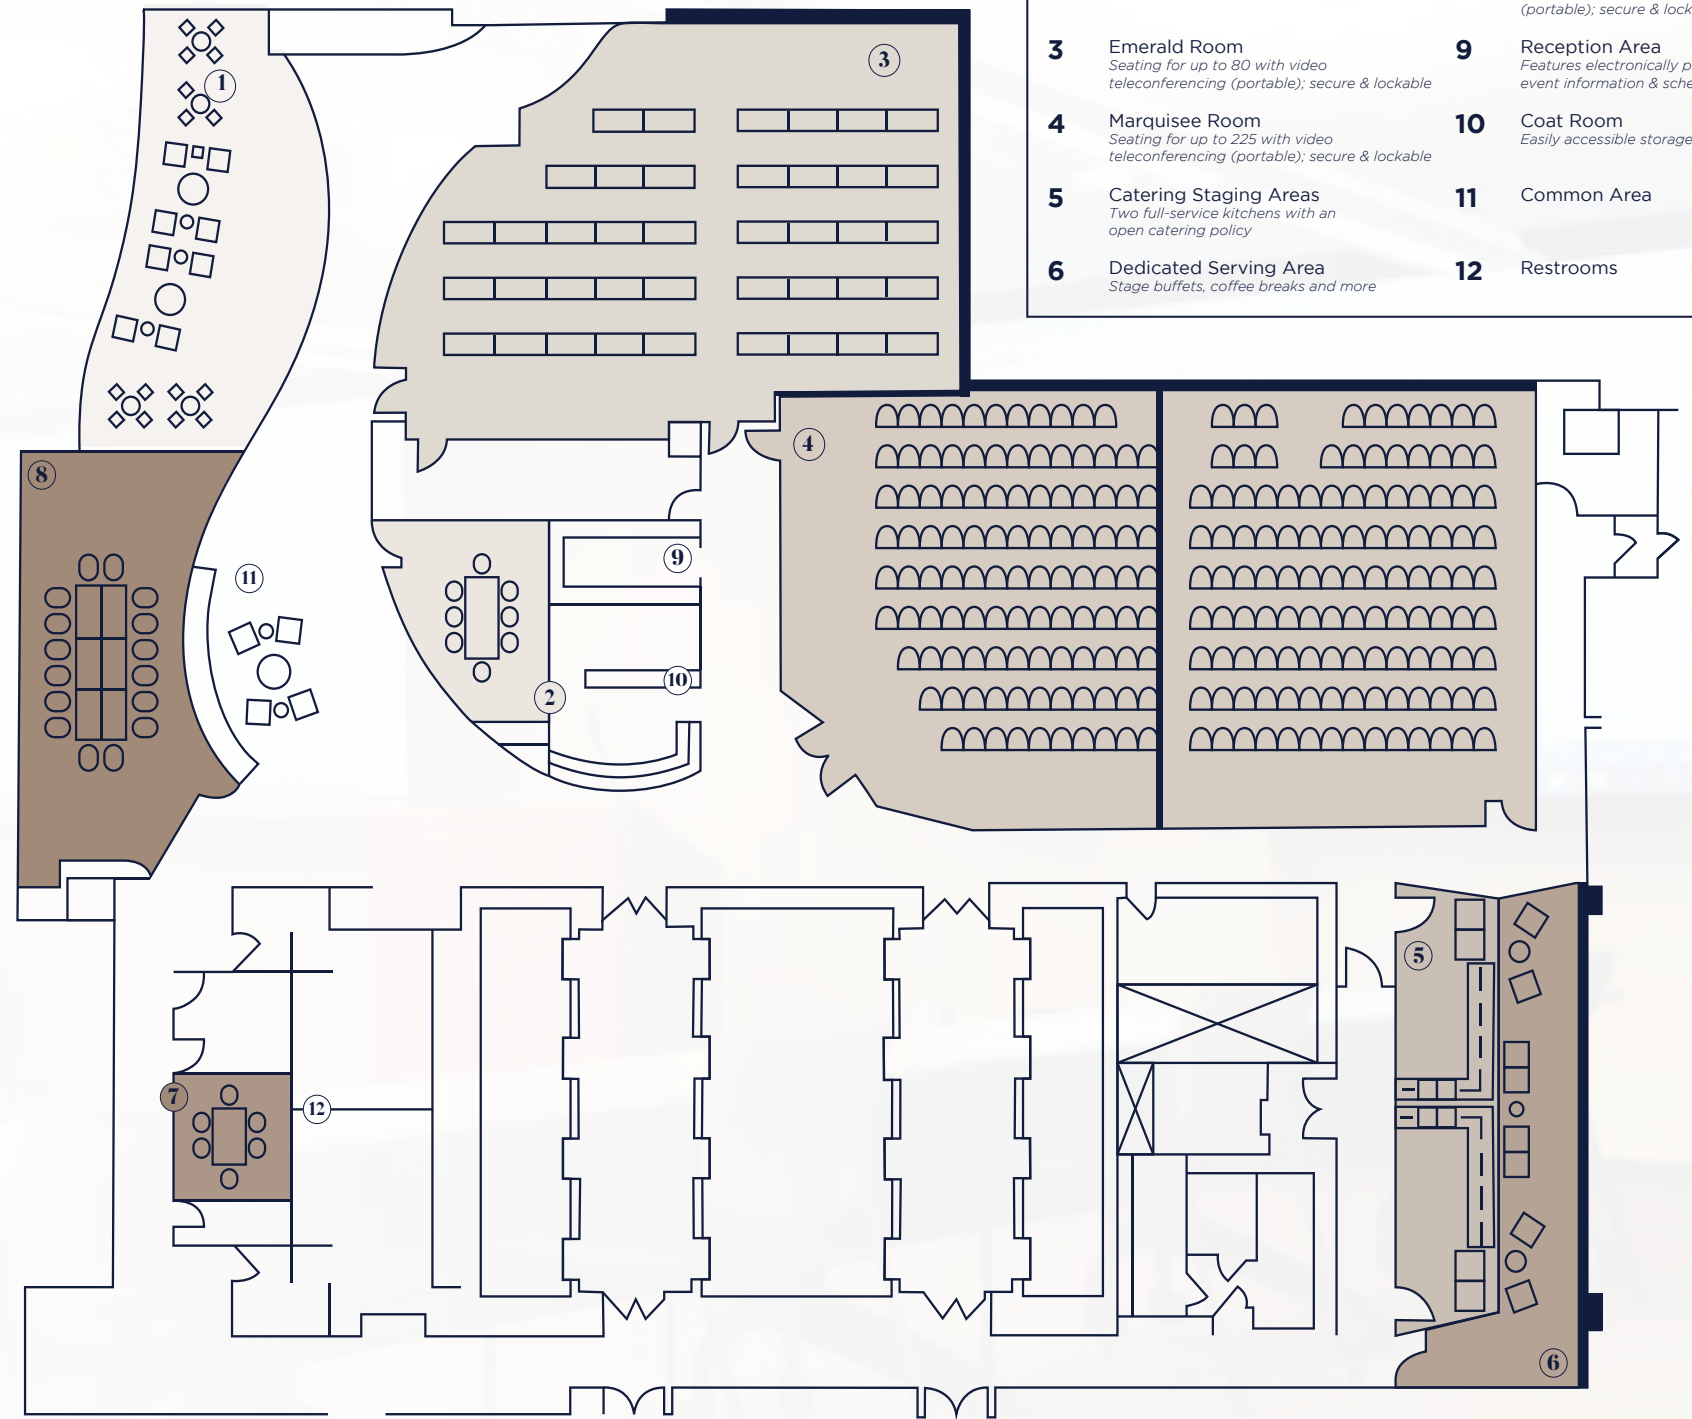 (portable); secure & lock
3 Emerald Room
Seating for up to 80 with video
teleconferencing (portable); secure & lockable
4 Marquisee Room
Seating for up to 225 with video
teleconferencing (portable); secure & lockable
5 Catering Staging Areas
Two full-service kitchens with an
open catering policy
6 Dedicated Serving Area
Stage buffets, coffee breaks and more
9 Reception Area
Features electronically p
event information & sche
10 Coat Room
Easily accessible storage
11 Common Area
12 Restrooms
1
3
4
8
11
9
2
10
5
7
12
6